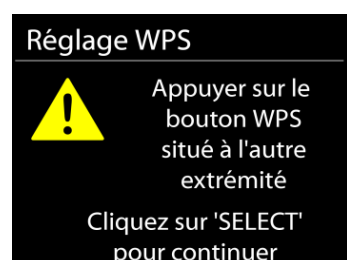 Réglage WPS
Appuyer sur le
bouton WPS
situé à l'autre
extrémité
Cliquez sur 'SELECT'
pour continuer